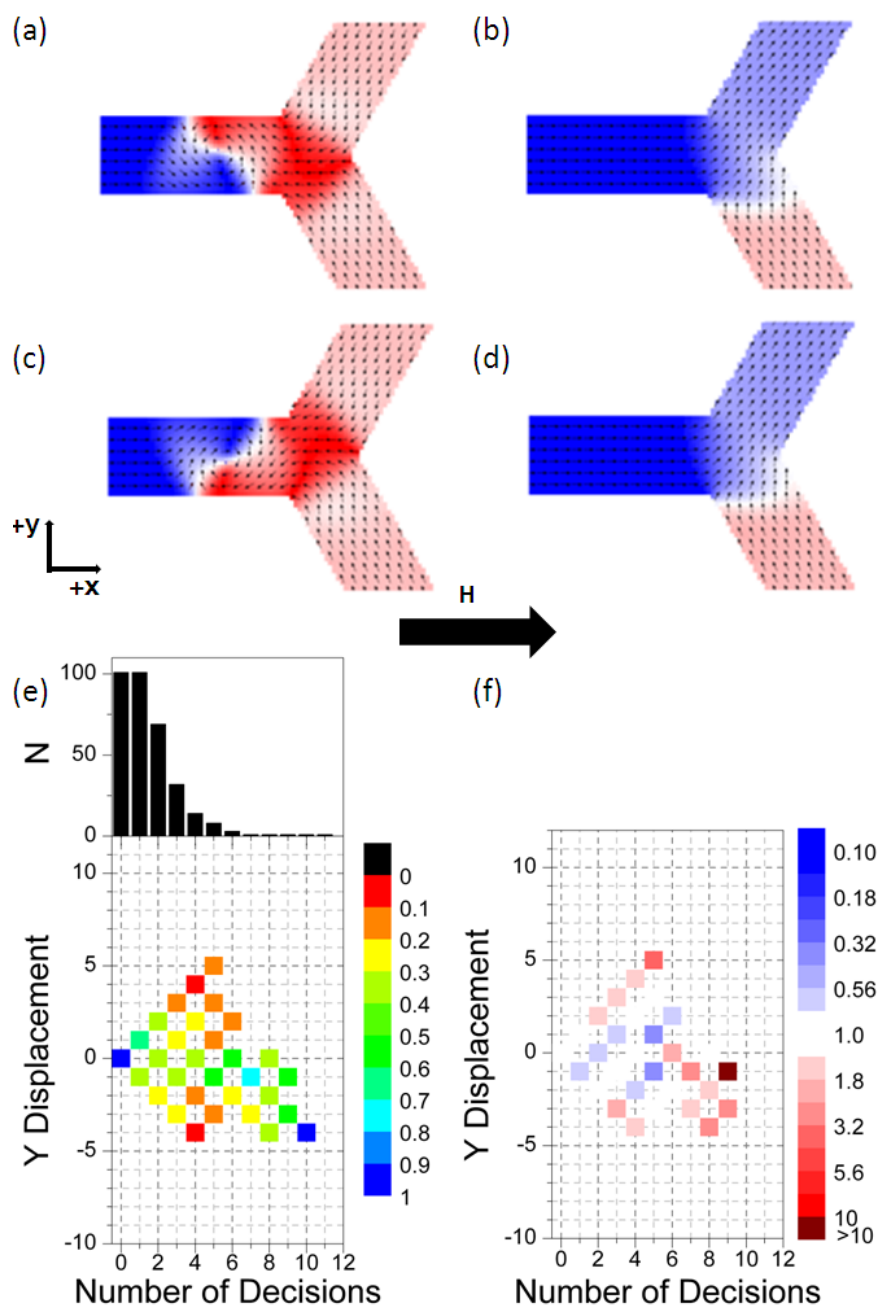 (a)
(b)
(c)
(d)
+y
+x
H
(e)
(f)
N
100
50
0
Y Displacement
10
5
0
-5
-10
0 2 4 6 8 10 12
Number of Decisions
0
0.1
0.2
0.3
0.4
0.5
0.6
0.7
0.8
0.9
1
Y Displacement
10
5
0
-5
-10
0 2 4 6 8 10 12
Number of Decisions
0.10
0.18
0.32
0.56
1.0
1.8
3.2
5.6
10
>10